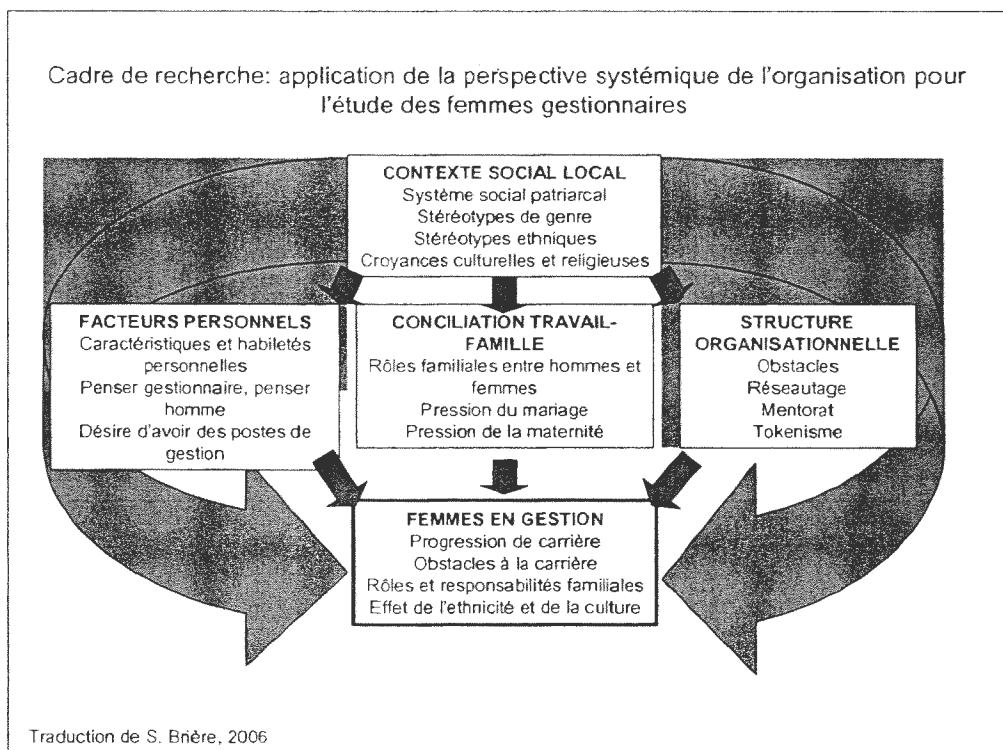 Cadre de recherche: application de la perspective systémique de l'organisation pour
l'étude des femmes gestionnaires
CONTEXTE SOCIAL LOCAL
Système social patriarcal
Stéréotypes de genre
Stéréotypes ethniques
Croyances culturelles et religieuses
FACTEURS PERSONNELS
Caractéristiques et habiletés
personnelles
Penser gestionnaire, penser
homme
Désire d'avoir des postes de
gestion
CONCILIATION TRAVAIL-
FAMILLE
Rôles familiales entre hommes et
femmes
Pression du mariage
Pression de la maternité
STRUCTURE
ORGANISATIONNELLE
Obstacles
Réseautage
Mentorat
Tokenisme
FEMMES EN GESTION
Progression de carrière
Obstacles à la carrière
Rôles et responsabilités familiales
Effet de l'ethnicité et de la culture
Traduction de S. Brière, 2006